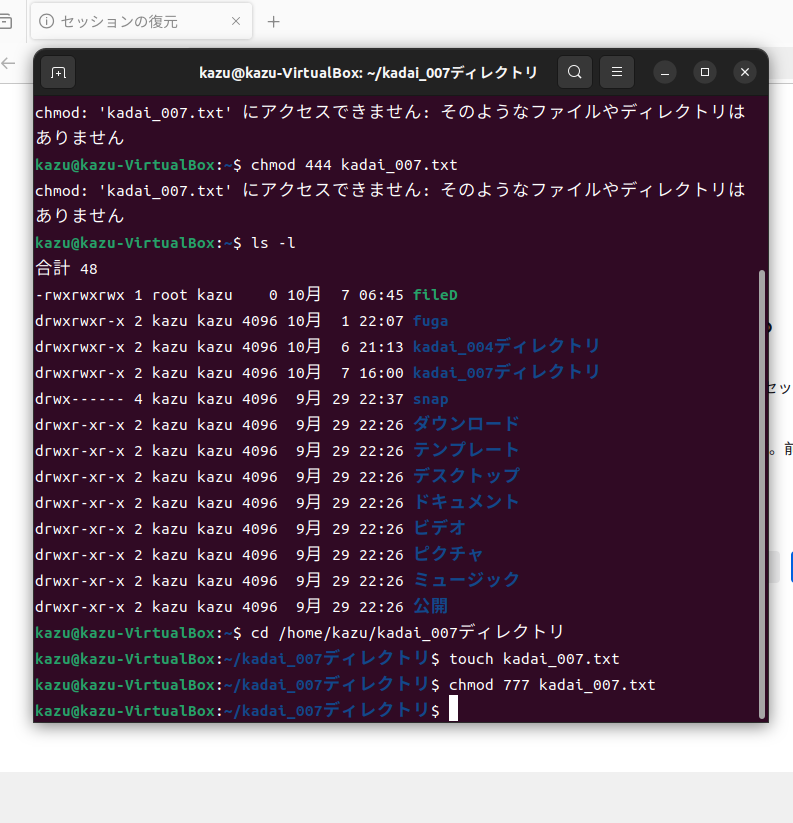 セッションの復元
kazu@kazu-VirtualBox: ~/kadai_007ディレクトリ
chmod: 'kadai_007.txt' にアクセスできません: そのようなファイルやディレクトリは
ありません
kazu@kazu-VirtualBox:~$ chmod 444 kadai_007.txt
chmod: 'kadai_007.txt' にアクセスできません: そのようなファイルやディレクトリは
ありません
kazu@kazu-VirtualBox:~$ ls -l
合計 48
-rwxrwxrwx 1 root kazu    0 10月  7 06:45 fileD
drwxrwxr-x 2 kazu kazu 4096 10月  1 22:07 fuga
drwxrwxr-x 2 kazu kazu 4096 10月  6 21:13 kadai_004ディレクトリ
drwxrwxr-x 2 kazu kazu 4096 10月  7 16:00 kadai_007ディレクトリ
drwx------ 4 kazu kazu 4096  9月 29 22:37 snap
drwxr-xr-x 2 kazu kazu 4096  9月 29 22:26 ダウンロード
drwxr-xr-x 2 kazu kazu 4096  9月 29 22:26 テンプレート
drwxr-xr-x 2 kazu kazu 4096  9月 29 22:26 デスクトップ
drwxr-xr-x 2 kazu kazu 4096  9月 29 22:26 ドキュメント
drwxr-xr-x 2 kazu kazu 4096  9月 29 22:26 ビデオ
drwxr-xr-x 2 kazu kazu 4096  9月 29 22:26 ピクチャ
drwxr-xr-x 2 kazu kazu 4096  9月 29 22:26 ミュージック
drwxr-xr-x 2 kazu kazu 4096  9月 29 22:26 公開
kazu@kazu-VirtualBox:~$ cd /home/kazu/kadai_007ディレクトリ
kazu@kazu-VirtualBox:~/kadai_007ディレクトリ$ touch kadai_007.txt
kazu@kazu-VirtualBox:~/kadai_007ディレクトリ$ chmod 777 kadai_007.txt
kazu@kazu-VirtualBox:~/kadai_007ディレクトリ$
セッ
。前